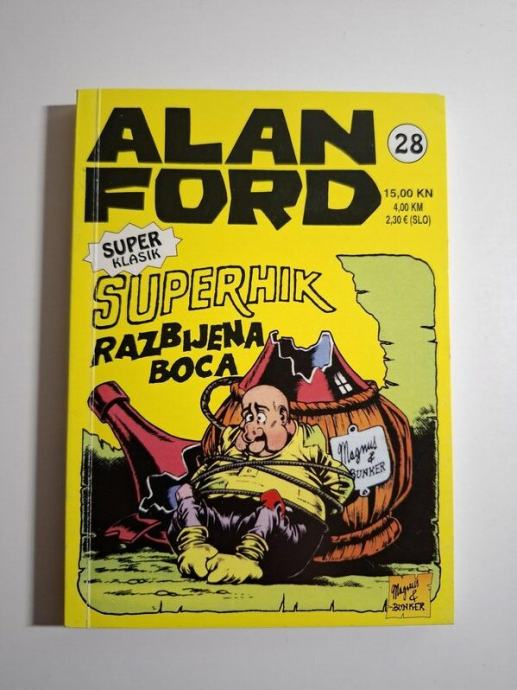 ALAN
FORD
28
15,00 KN
4,00 KM
2,30 € (SLO)
SUPER
KLASIK
SUPERHIK
RAZBIJENA
BOCA
Magnus
&
BUNKER
Magnus
&
BUNKER